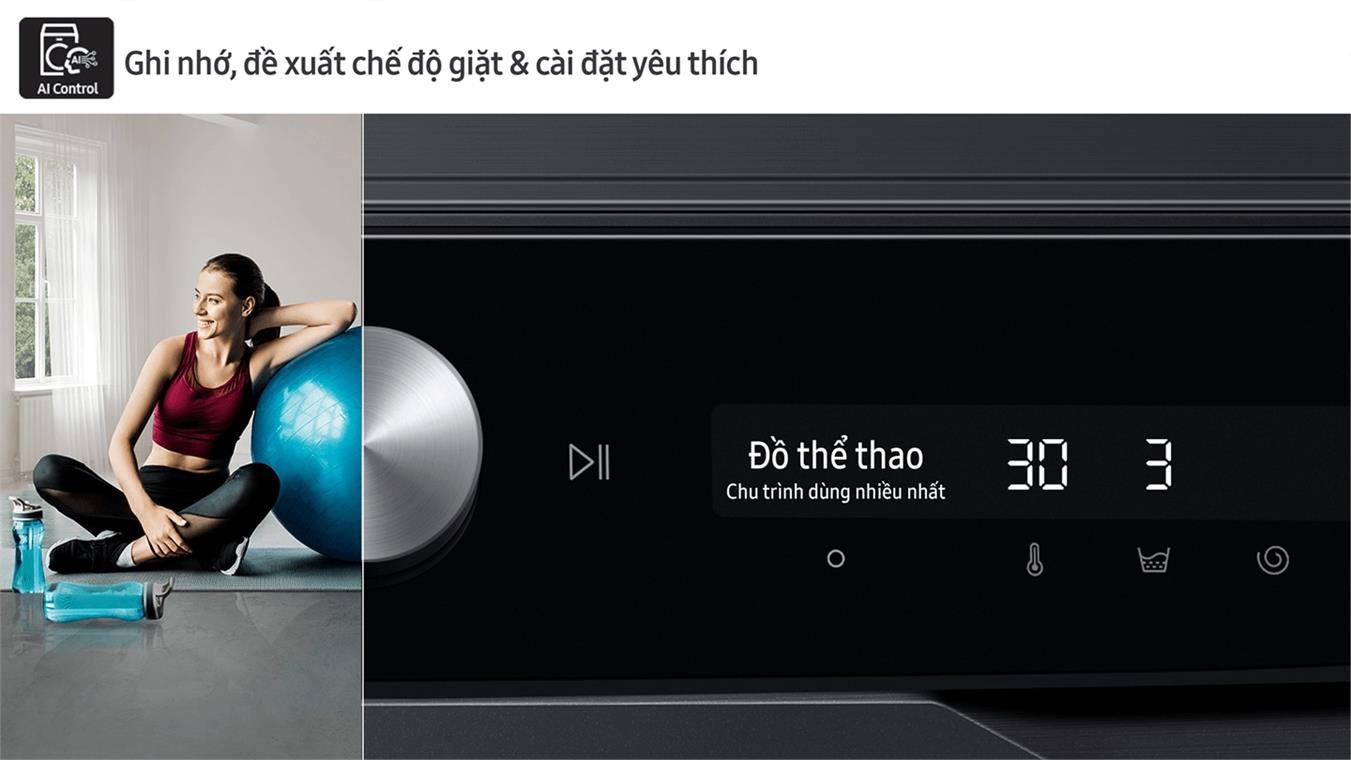 AI
AI Control
Ghi nhớ, đề xuất chế độ giặt & cài đặt yêu thích
Đồ thể thao
Chu trình dùng nhiều nhất
30
3